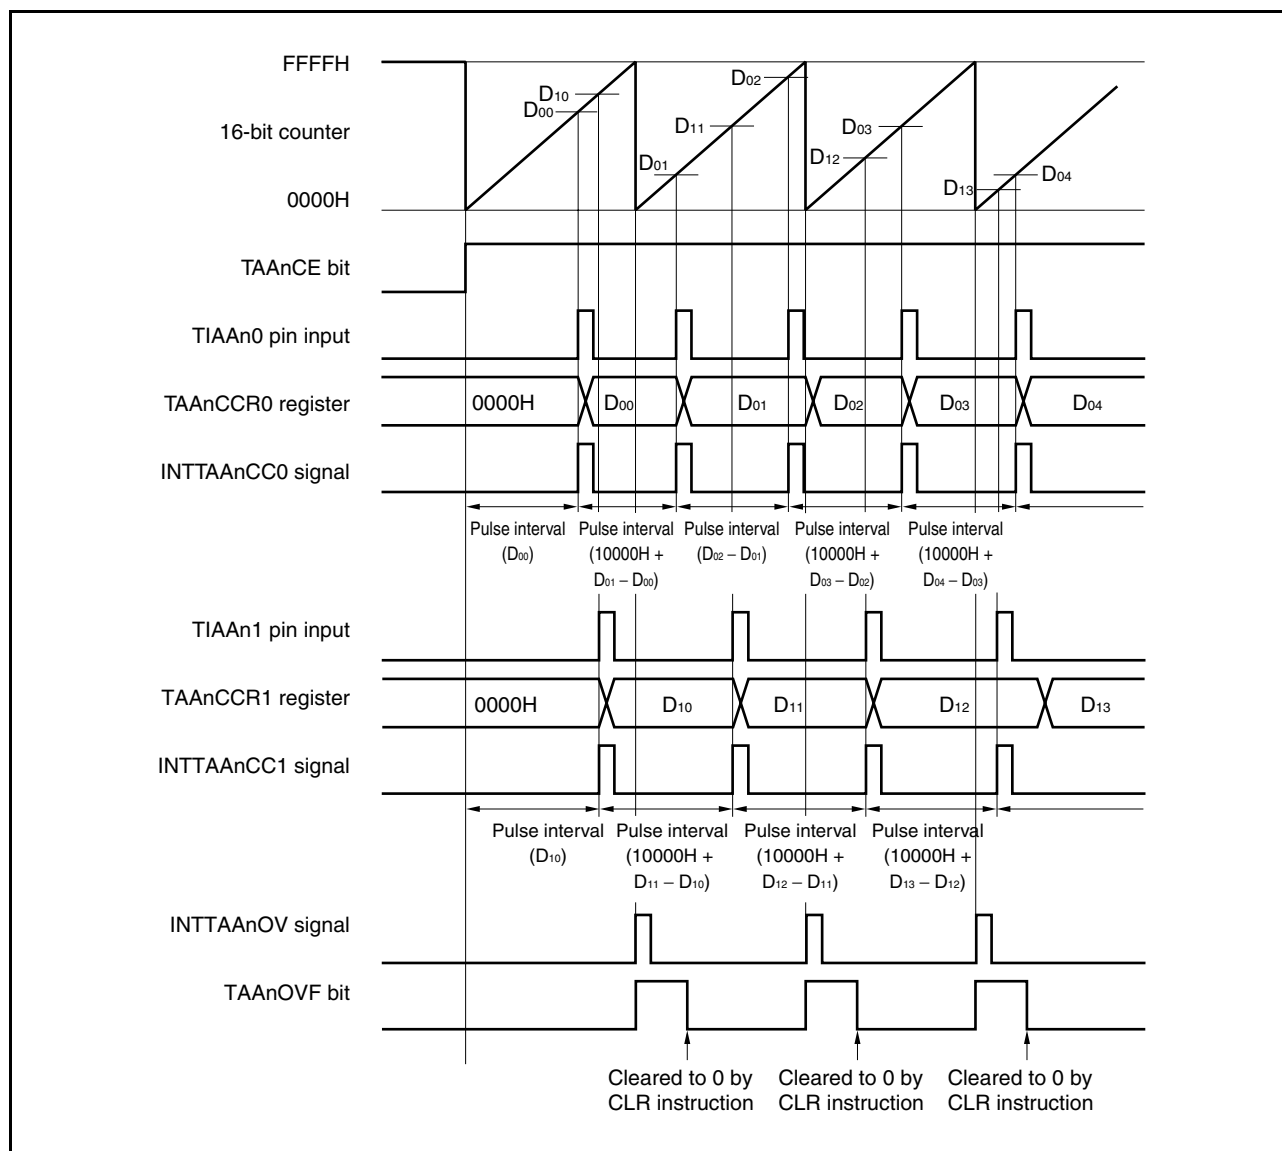 FFFFH
D10
D00
16-bit counter
0000H
D01
D11
D02
D12
D03
D13
D04
TAAnCE bit
TIAAn0 pin input
TAAnCCR0 register
0000H
D00
D01
D02
D03
D04
INTTAAnCC0 signal
Pulse interval
(D00)
Pulse interval
(10000H +
D01 – D00)
Pulse interval
(D02 – D01)
Pulse interval
(10000H +
D03 – D02)
Pulse interval
(10000H +
D04 – D03)
TIAAn1 pin input
TAAnCCR1 register
0000H
D10
D11
D12
D13
INTTAAnCC1 signal
Pulse interval
(D10)
Pulse interval
(10000H +
D11 – D10)
Pulse interval
(10000H +
D12 – D11)
Pulse interval
(10000H +
D13 – D12)
INTTAAnOV signal
TAAnOVF bit
Cleared to 0 by
CLR instruction
Cleared to 0 by
CLR instruction
Cleared to 0 by
CLR instruction